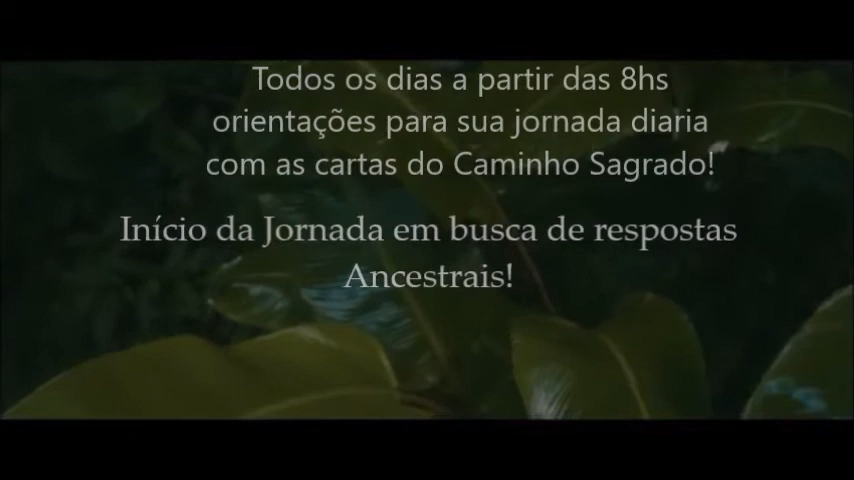 Todos os dias a partir das 8hs
orientações para sua jornada diaria
com as cartas do Caminho Sagrado!
Início da Jornada em busca de respostas
Ancestrais!